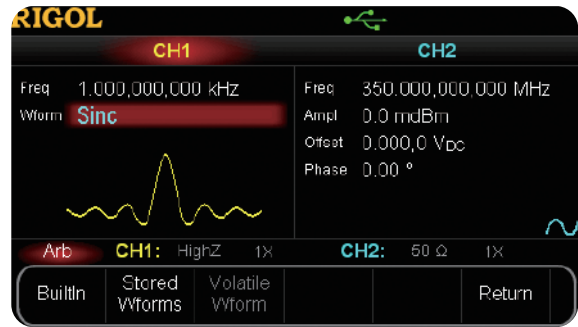 RIGOL
CH1
CH2
Freq 1.000,000,000 kHz
Wform Sinc
Freq 350.000,000,000 MHz
Ampl 0.0 mdBm
Offset 0.000,0 VDC
Phase 0.00 °
Arb CH1: HighZ 1X CH2: 50 Ω 1X
BuiltIn Stored Wforms Volatile Wform Return